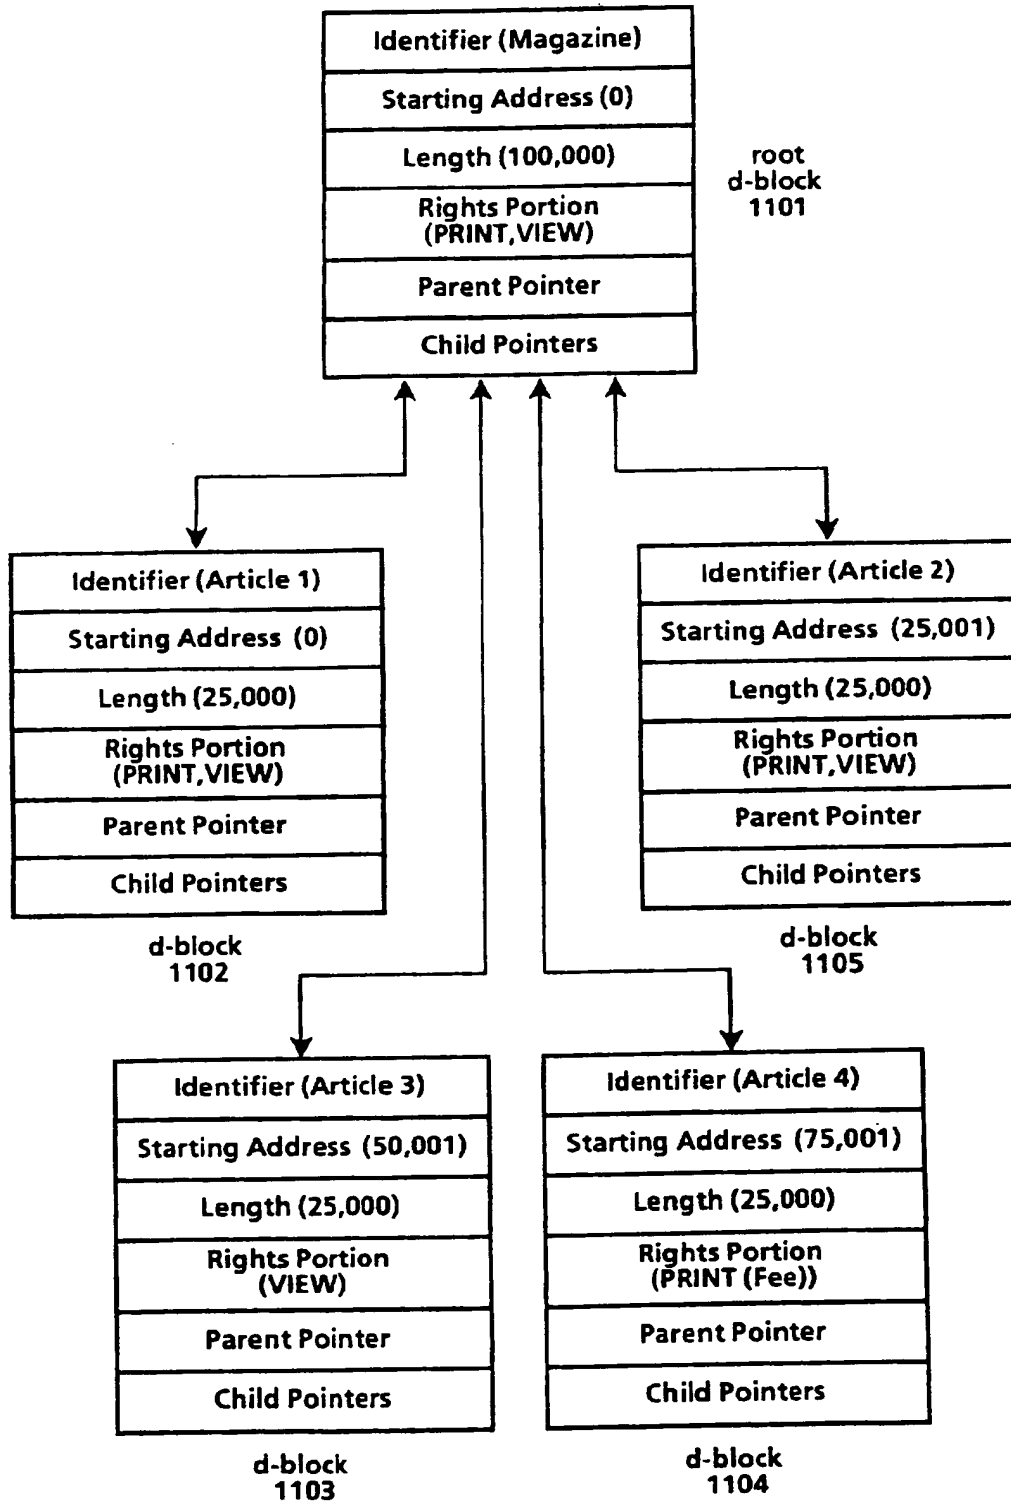 Identifier (Magazine)
Starting Address (0)
Length (100,000)
Rights Portion
(PRINT,VIEW)
Parent Pointer
Child Pointers
root
d-block
1101
Identifier (Article 1)
Starting Address (0)
Length (25,000)
Rights Portion
(PRINT,VIEW)
Parent Pointer
Child Pointers
d-block
1102
Identifier (Article 2)
Starting Address (25,001)
Length (25,000)
Rights Portion
(PRINT,VIEW)
Parent Pointer
Child Pointers
d-block
1105
Identifier (Article 3)
Starting Address (50,001)
Length (25,000)
Rights Portion
(VIEW)
Parent Pointer
Child Pointers
d-block
1103
Identifier (Article 4)
Starting Address (75,001)
Length (25,000)
Rights Portion
(PRINT (Fee))
Parent Pointer
Child Pointers
d-block
1104